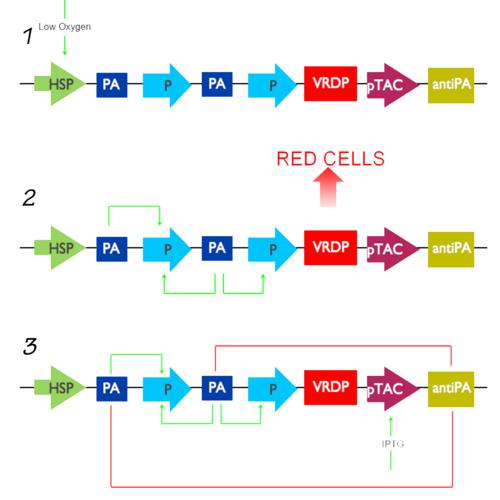 Low Oxygen
1
HSP PA P PA P VRDP pTAC antiPA
RED CELLS
2
HSP PA P PA P VRDP pTAC antiPA
3
HSP PA P PA P VRDP pTAC antiPA
IPTG